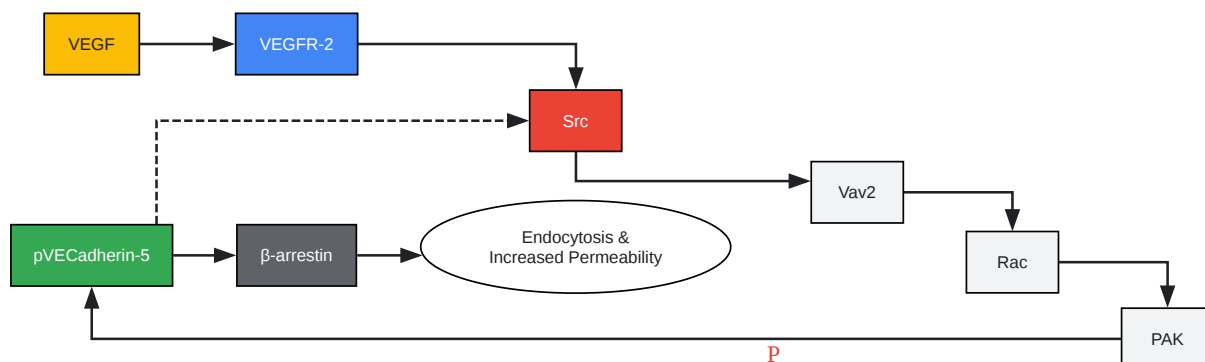 VEGF
VEGFR-2
Src
Vav2
pVECadherin-5
β-arrestin
Endocytosis &
Increased Permeability
Rac
PAK
P